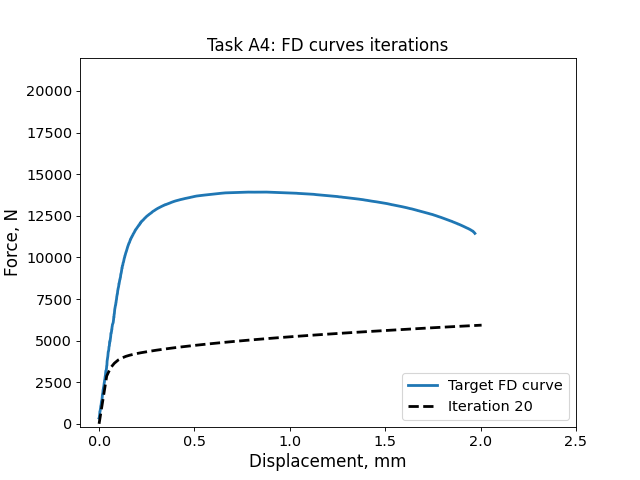 Task A4: FD curves iterations
Force, N
20000
17500
15000
12500
10000
7500
5000
2500
0
0.0 0.5 1.0 1.5 2.0 2.5
Displacement, mm
Target FD curve
Iteration 20